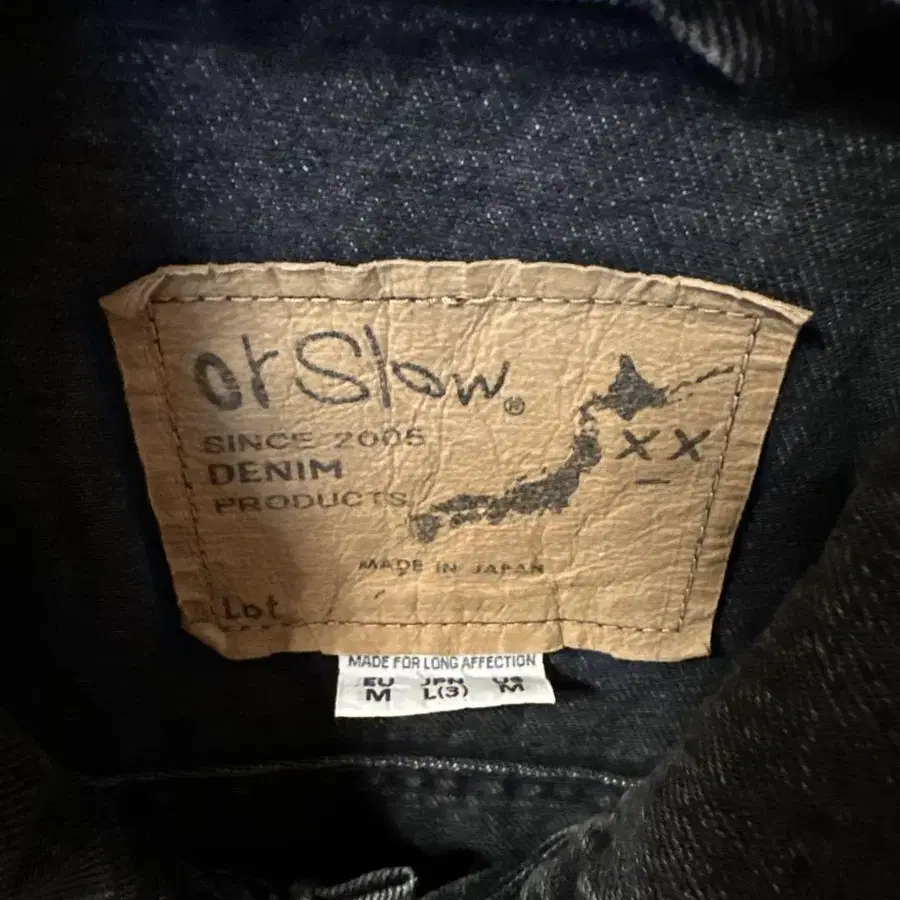 orSlow®
SINCE 2005
DENIM
PRODUCTS
XX
MADE IN JAPAN
Lot
MADE FOR LONG AFFECTION
EU JPN US
M L(3) M